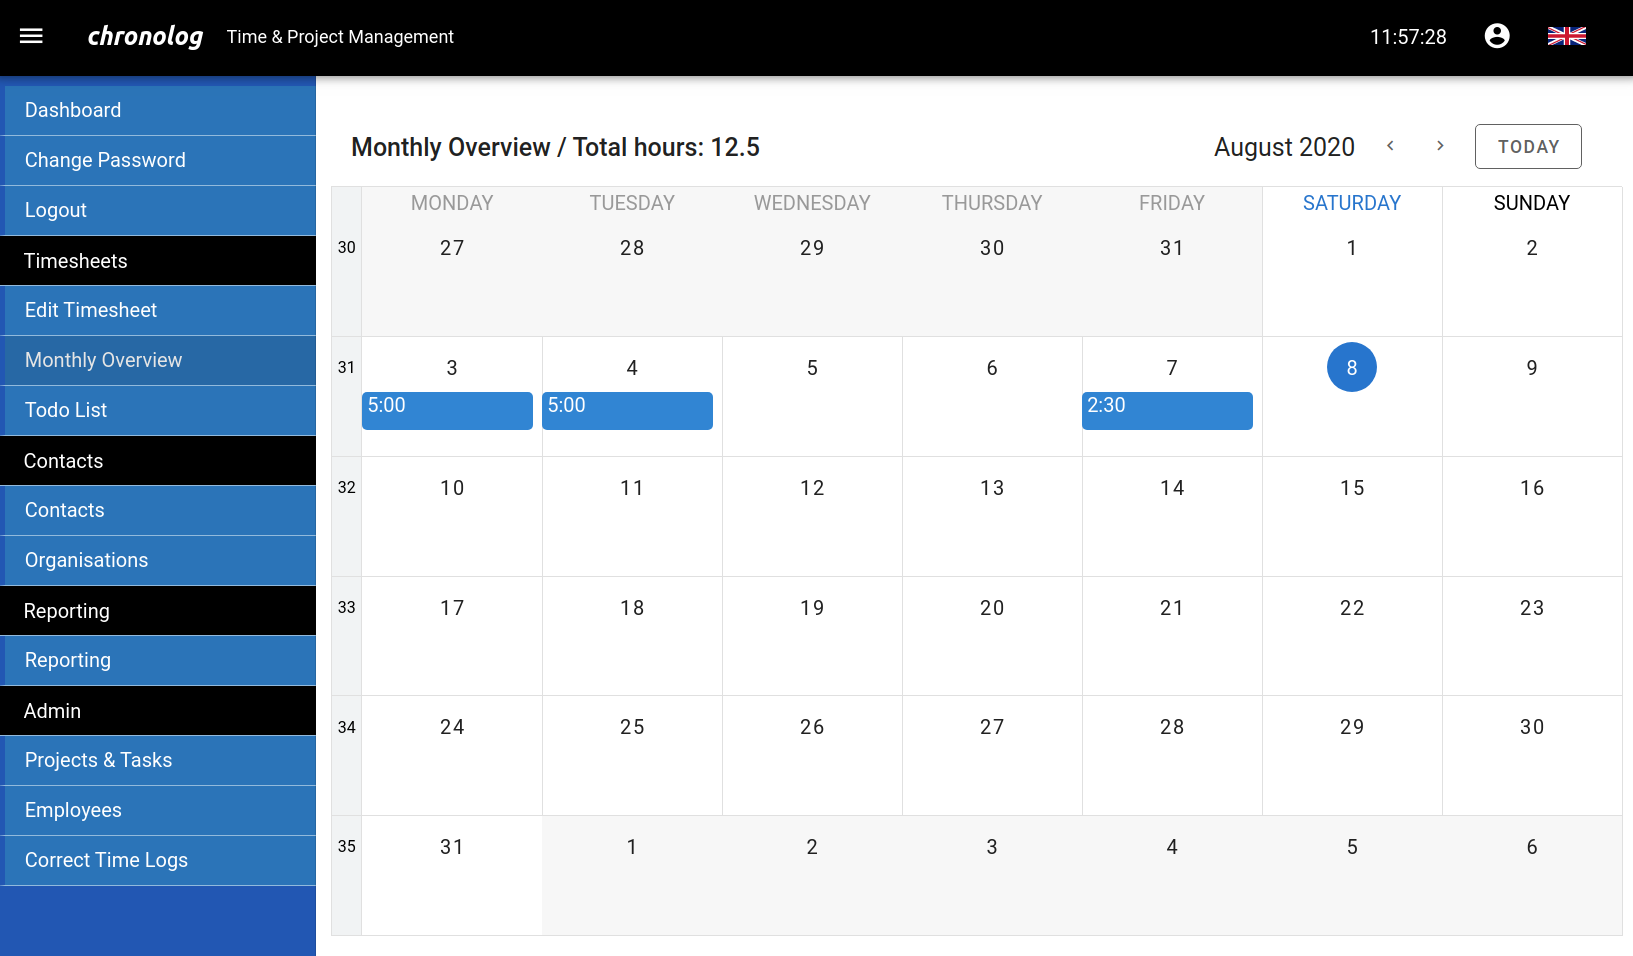 chronolog Time & Project Management 11:57:28
Dashboard
Change Password
Logout
Timesheets
Edit Timesheet
Monthly Overview
Todo List
Contacts
Contacts
Organisations
Reporting
Reporting
Admin
Projects & Tasks
Employees
Correct Time Logs
Monthly Overview / Total hours: 12.5 August 2020 TODAY
MONDAY TUESDAY WEDNESDAY THURSDAY FRIDAY SATURDAY SUNDAY
30 27 28 29 30 31 1 2
31 3 4 5 6 7 8 9
5:00 5:00 2:30
32 10 11 12 13 14 15 16
33 17 18 19 20 21 22 23
34 24 25 26 27 28 29 30
35 31 1 2 3 4 5 6